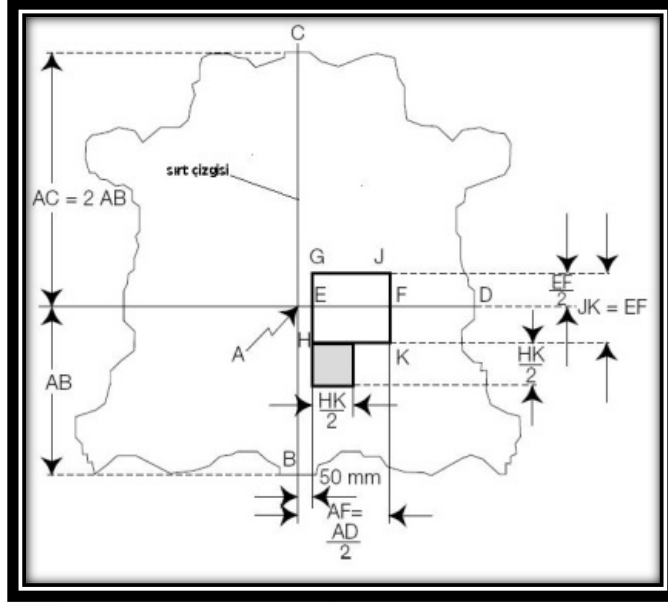 C
sırt çizgisi
AC = 2 AB
G J
E F D
EF
2
JK = EF
A
H
K
HK
2
AB
HK
2
B
50 mm
AF=
AD
2